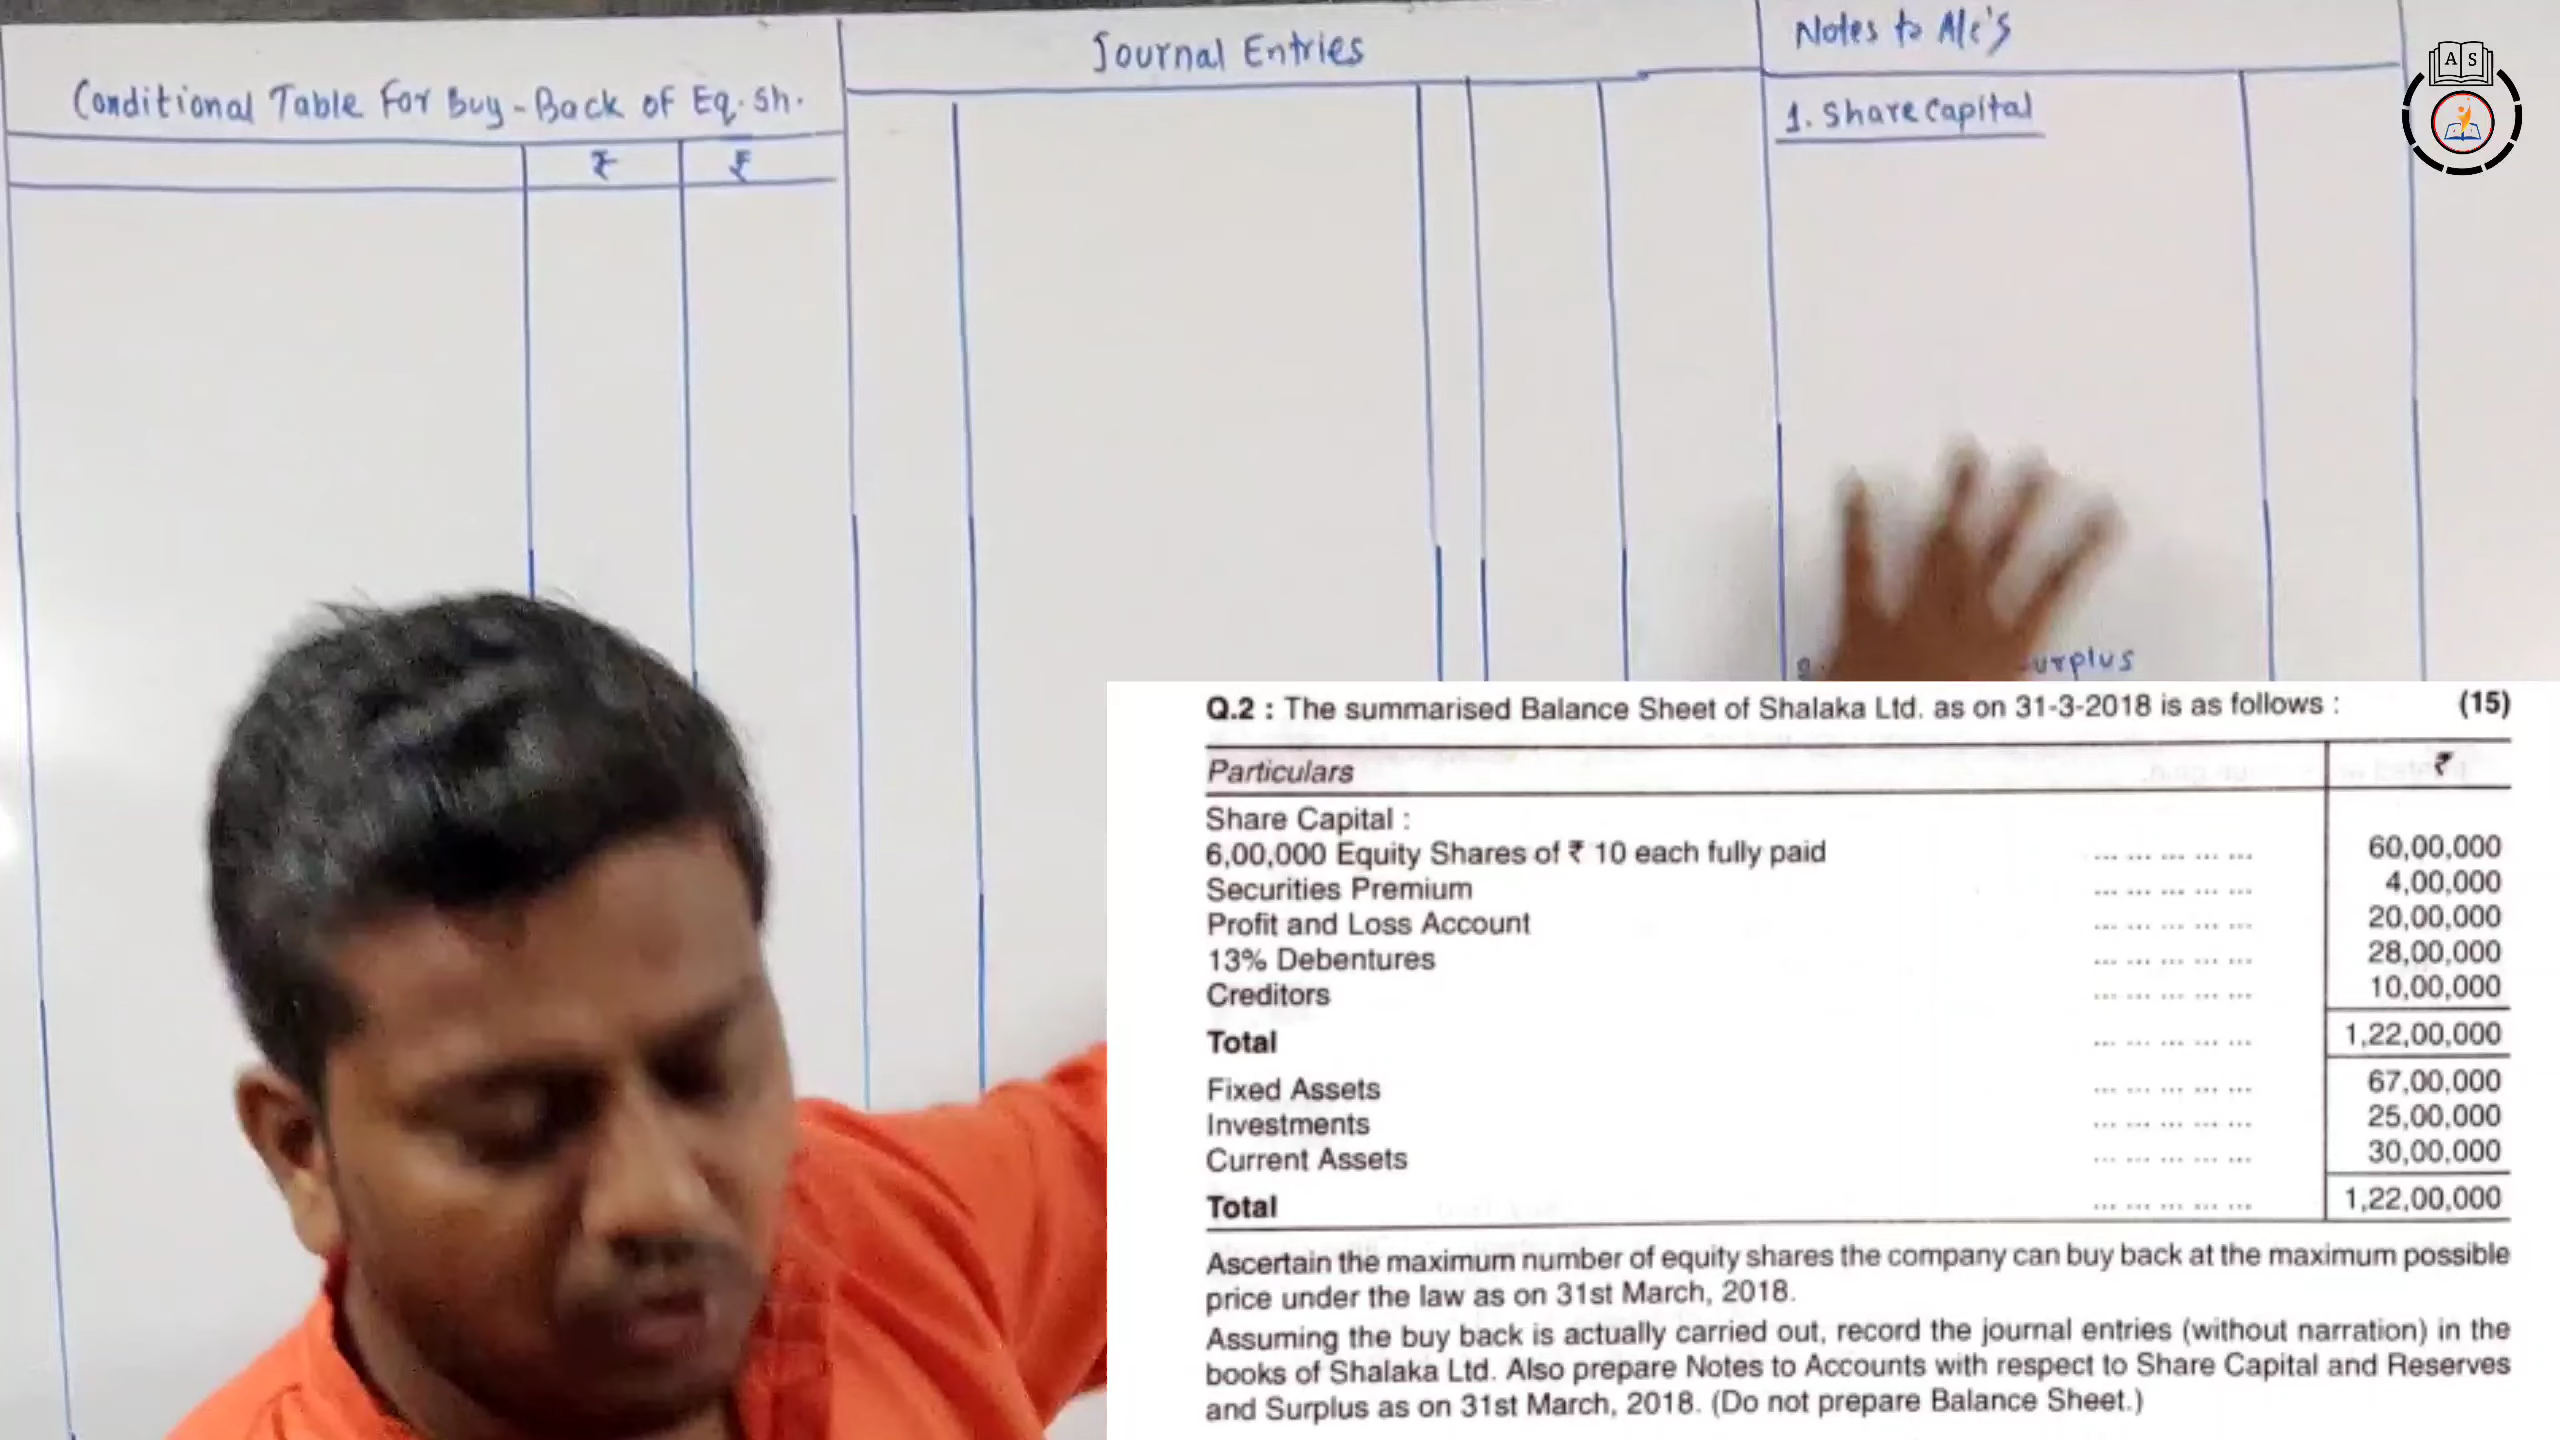 Conditional Table For Buy-Back of Eq. Sh.
₹ ₹
Journal Entries
Notes to A/c's
1. Share Capital
A S
Q.2 : The summarised Balance Sheet of Shalaka Ltd. as on 31-3-2018 is as follows : (15)
Particulars ₹
Share Capital :
6,00,000 Equity Shares of ₹ 10 each fully paid ... ... ... ... ... 60,00,000
Securities Premium ... ... ... ... ... 4,00,000
Profit and Loss Account ... ... ... ... ... 20,00,000
13% Debentures ... ... ... ... ... 28,00,000
Creditors ... ... ... ... ... 10,00,000
Total ... ... ... ... ... 1,22,00,000
Fixed Assets ... ... ... ... ... 67,00,000
Investments ... ... ... ... ... 25,00,000
Current Assets ... ... ... ... ... 30,00,000
Total ... ... ... ... ... 1,22,00,000
Ascertain the maximum number of equity shares the company can buy back at the maximum possible
price under the law as on 31st March, 2018.
Assuming the buy back is actually carried out, record the journal entries (without narration) in the
books of Shalaka Ltd. Also prepare Notes to Accounts with respect to Share Capital and Reserves
and Surplus as on 31st March, 2018. (Do not prepare Balance Sheet.)